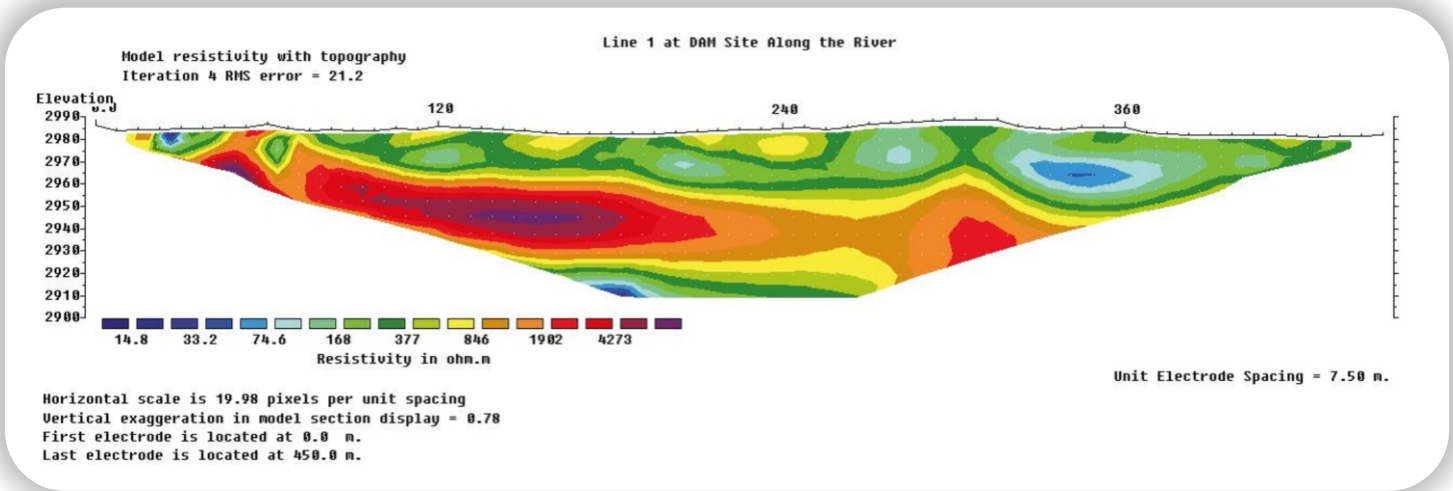 Line 1 at DAM Site Along the River
Model resistivity with topography
Iteration 4 RMS error = 21.2
Elevation
0.0 120 240 360
2990
2980
2970
2960
2950
2940
2930
2920
2910
2900
14.8 33.2 74.6 168 377 846 1902 4273
Resistivity in ohm.m
Unit Electrode Spacing = 7.50 m.
Horizontal scale is 19.98 pixels per unit spacing
Vertical exaggeration in model section display = 0.78
First electrode is located at 0.0 m.
Last electrode is located at 450.0 m.